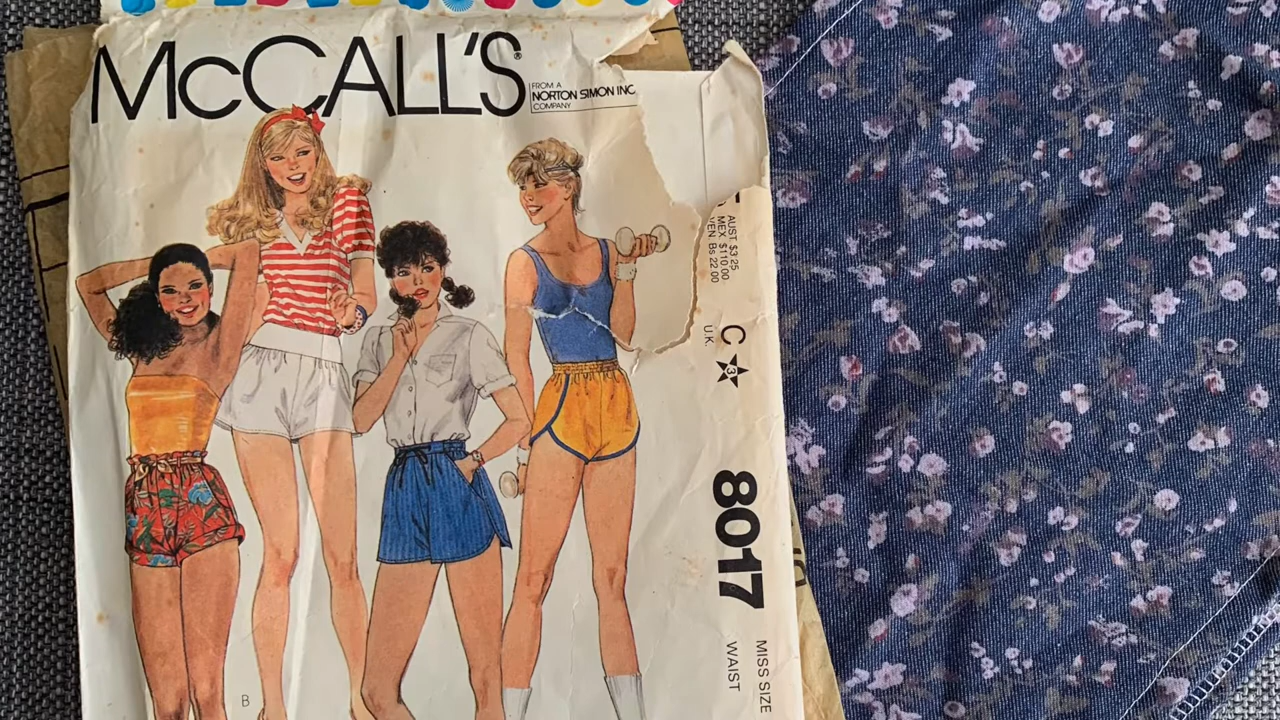 McCALL'S®
FROM A
NORTON SIMON INC
COMPANY
AUST. $3.25
MEX $110.00
VEN Bs 22.00
U.K.
C
3
8017
MISS SIZE
WAIST
B